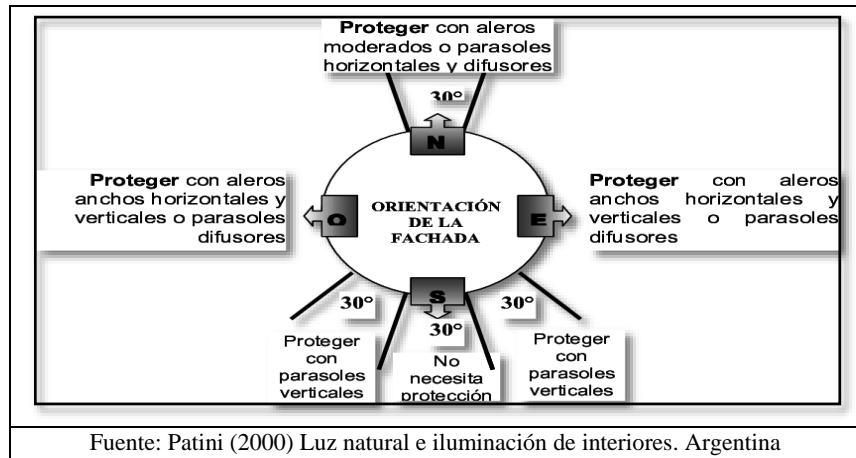 Proteger con aleros
moderados o parasoles
horizontales y difusores
30°
N
Proteger con aleros
anchos horizontales y
verticales o parasoles
difusores
O
ORIENTACIÓN
DE LA
FACHADA
E
Proteger con aleros
anchos horizontales y
verticales o parasoles
difusores
S
30°
30°
30°
Proteger
con
parasoles
verticales
No
necesita
protección
Proteger
con
parasoles
verticales
Fuente: Patini (2000) Luz natural e iluminación de interiores. Argentina